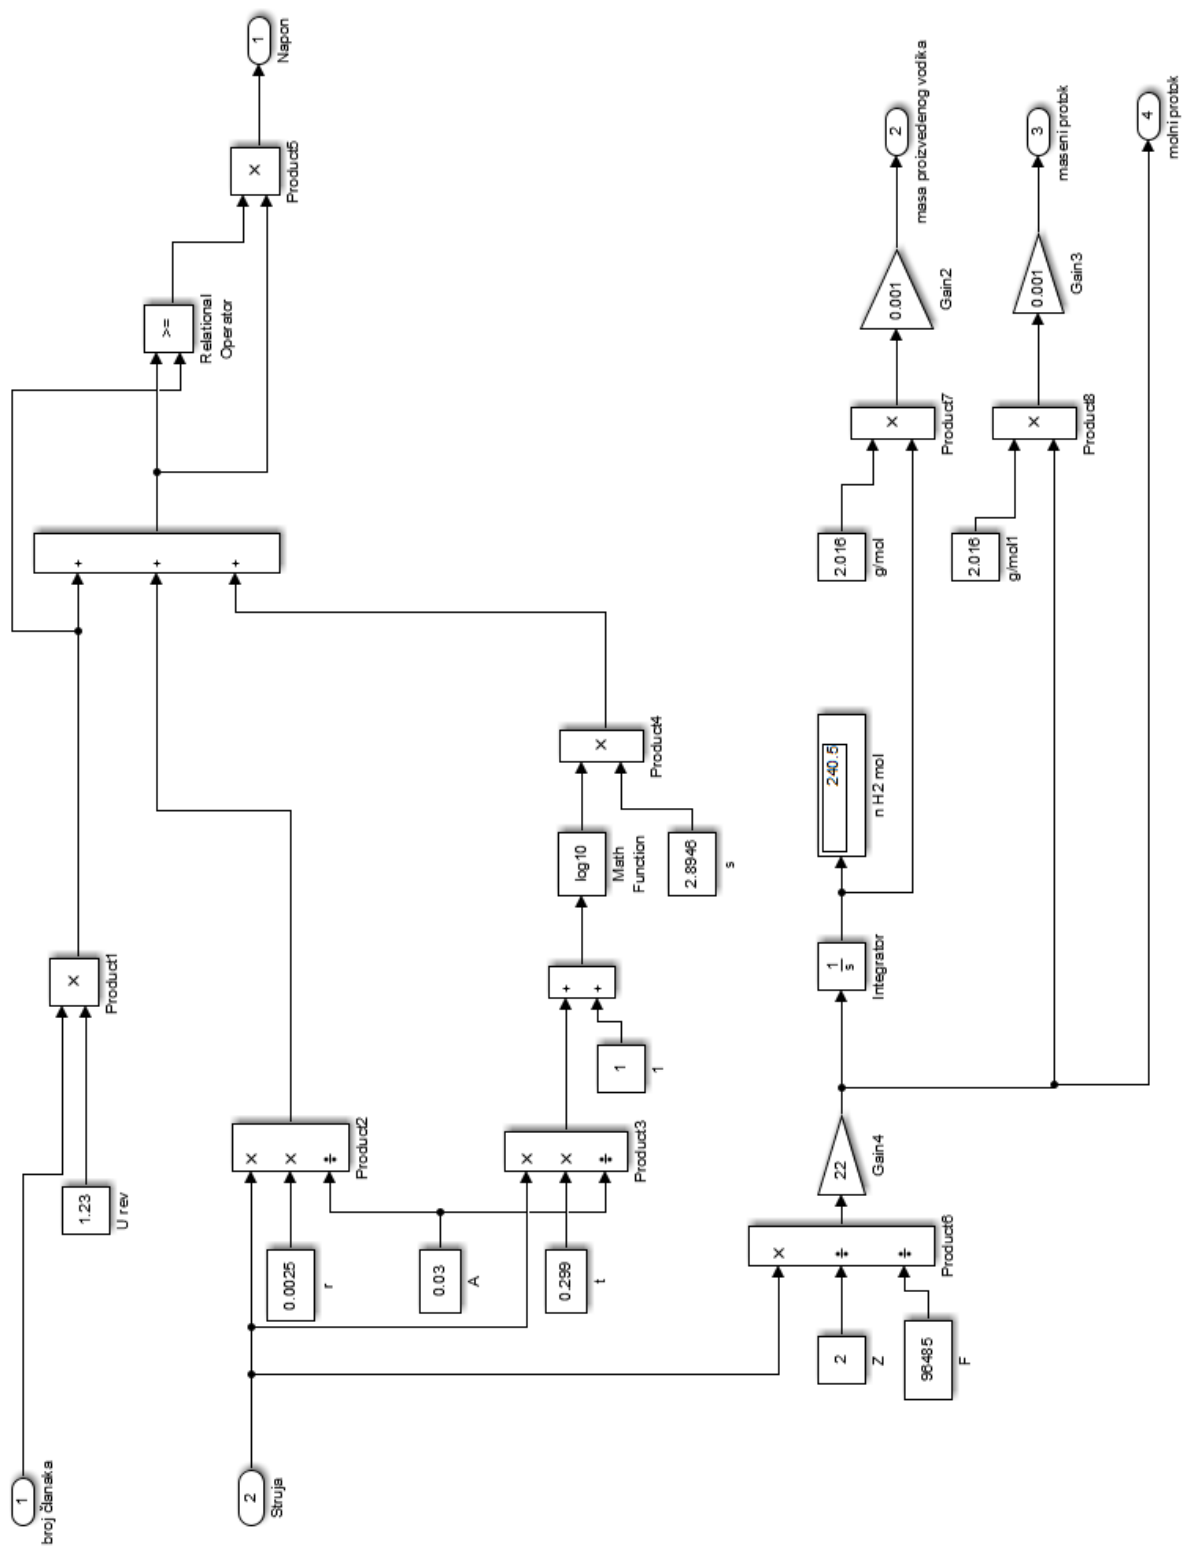 1
broj članaka
1.23
U rev
×
Product1
2
Struja
0.0025
r
0.03
A
0.299
t
×
×
÷
Product2
×
×
÷
Product3
1
1
+
+
log10
Math
Function
2.8946
s
×
Product4
+
+
+
>=
Relational
Operator
×
Product5
1
Napon
2
Z
96485
F
×
÷
÷
Product6
22
Gain4
1
s
Integrator
240.5
n H2 mol
2.016
g/mol
×
Product7
0.001
Gain2
2
masa proizvedenog vodika
2.016
g/mol1
×
Product8
0.001
Gain3
3
maseni protok
4
molni protok